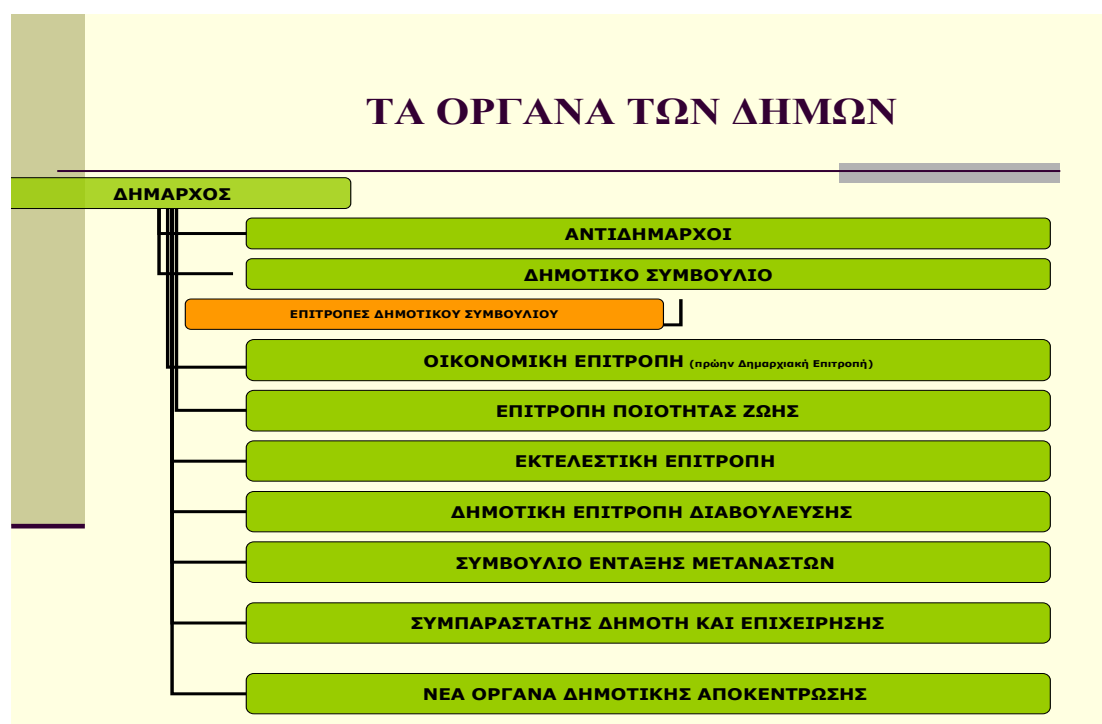 ΤΑ ΟΡΓΑΝΑ ΤΩΝ ΔΗΜΩΝ
ΔΗΜΑΡΧΟΣ
ΑΝΤΙΔΗΜΑΡΧΟΙ
ΔΗΜΟΤΙΚΟ ΣΥΜΒΟΥΛΙΟ
ΕΠΙΤΡΟΠΕΣ ΔΗΜΟΤΙΚΟΥ ΣΥΜΒΟΥΛΙΟΥ
ΟΙΚΟΝΟΜΙΚΗ ΕΠΙΤΡΟΠΗ (πρώην Δημαρχιακή Επιτροπή)
ΕΠΙΤΡΟΠΗ ΠΟΙΟΤΗΤΑΣ ΖΩΗΣ
ΕΚΤΕΛΕΣΤΙΚΗ ΕΠΙΤΡΟΠΗ
ΔΗΜΟΤΙΚΗ ΕΠΙΤΡΟΠΗ ΔΙΑΒΟΥΛΕΥΣΗΣ
ΣΥΜΒΟΥΛΙΟ ΕΝΤΑΞΗΣ ΜΕΤΑΝΑΣΤΩΝ
ΣΥΜΠΑΡΑΣΤΑΤΗΣ ΔΗΜΟΤΗ ΚΑΙ ΕΠΙΧΕΙΡΗΣΗΣ
ΝΕΑ ΟΡΓΑΝΑ ΔΗΜΟΤΙΚΗΣ ΑΠΟΚΕΝΤΡΩΣΗΣ